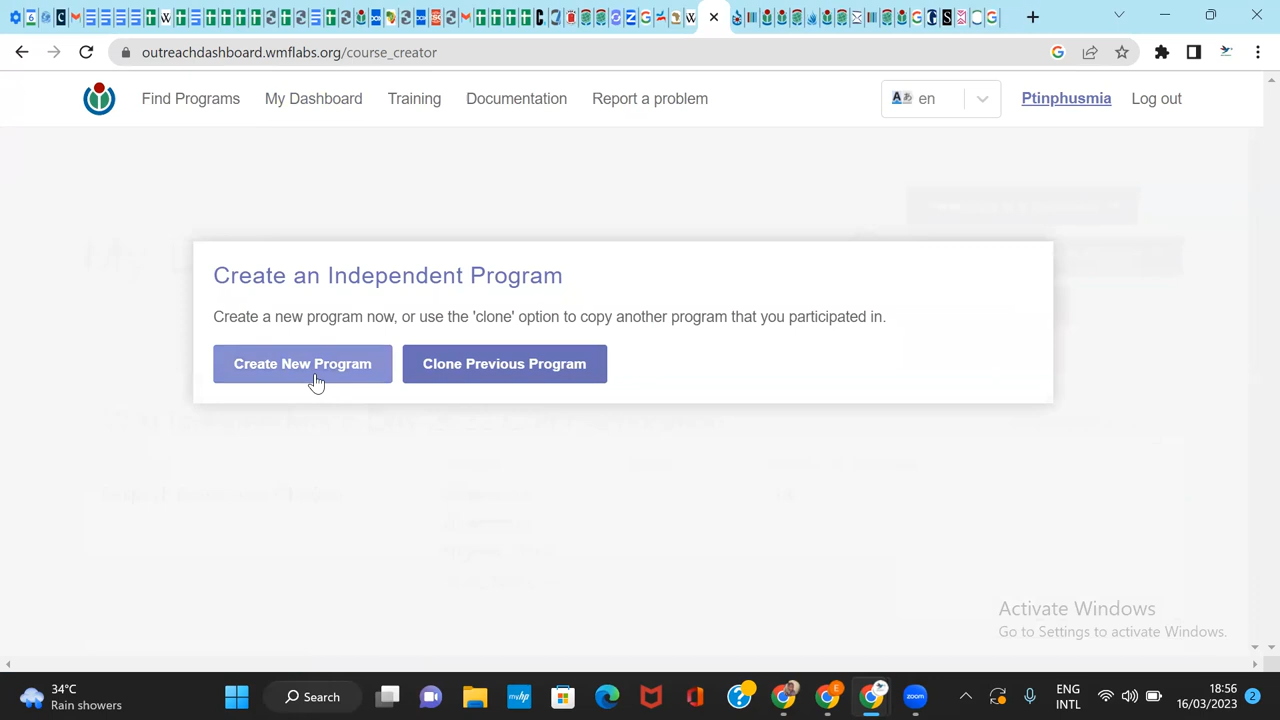 outreachdashboard.wmflabs.org/course_creator
Find Programs My Dashboard Training Documentation Report a problem en Ptinphusmia Log out
Create an Independent Program
Create a new program now, or use the 'clone' option to copy another program that you participated in.
Create New Program Clone Previous Program
Activate Windows
Go to Settings to activate Windows.
34°C
Rain showers
Search
myhp
zoom
ENG
INTL
18:56
16/03/2023
2